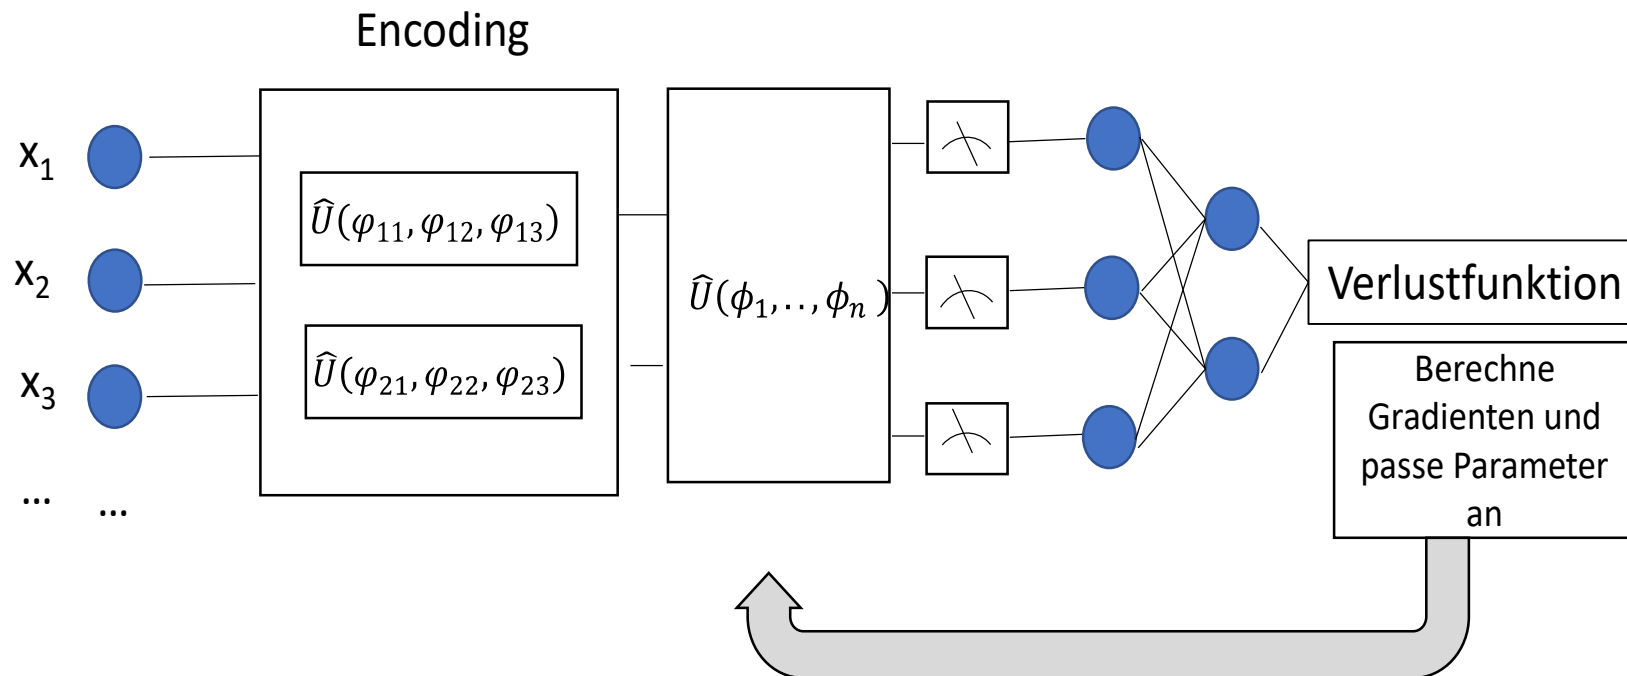 Encoding
x₁
x₂
x₃
...
...
Û(φ₁₁, φ₁₂, φ₁₃)
Û(φ₂₁, φ₂₂, φ₂₃)
Û(ϕ₁, . . , ϕₙ )
Verlustfunktion
Berechne
Gradienten und
passe Parameter
an